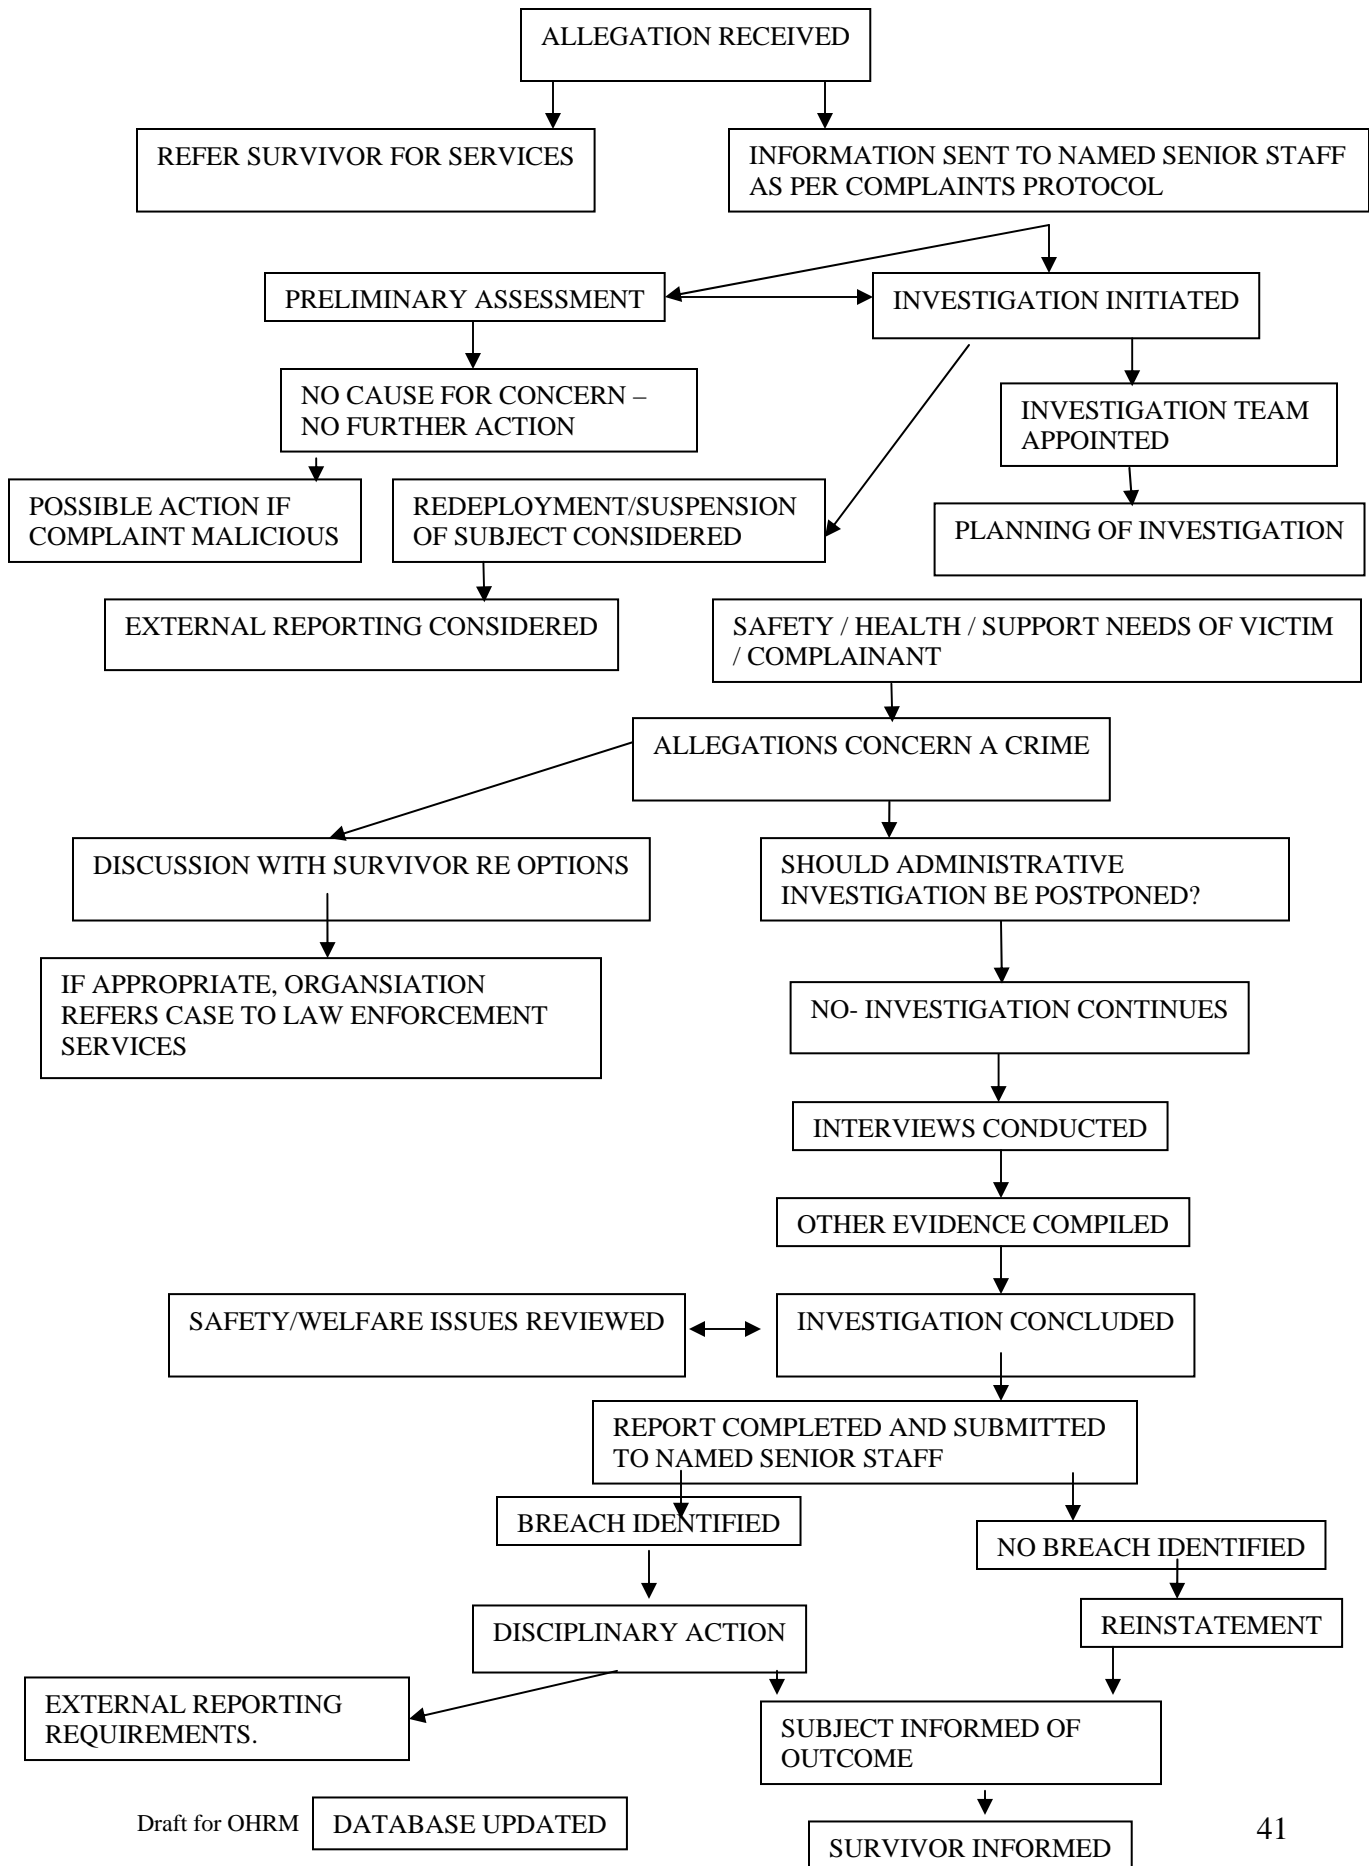 ALLEGATION RECEIVED
REFER SURVIVOR FOR SERVICES
INFORMATION SENT TO NAMED SENIOR STAFF
AS PER COMPLAINTS PROTOCOL
PRELIMINARY ASSESSMENT
INVESTIGATION INITIATED
NO CAUSE FOR CONCERN –
NO FURTHER ACTION
INVESTIGATION TEAM
APPOINTED
POSSIBLE ACTION IF
COMPLAINT MALICIOUS
REDEPLOYMENT/SUSPENSION
OF SUBJECT CONSIDERED
PLANNING OF INVESTIGATION
EXTERNAL REPORTING CONSIDERED
SAFETY / HEALTH / SUPPORT NEEDS OF VICTIM
/ COMPLAINANT
ALLEGATIONS CONCERN A CRIME
DISCUSSION WITH SURVIVOR RE OPTIONS
SHOULD ADMINISTRATIVE
INVESTIGATION BE POSTPONED?
IF APPROPRIATE, ORGANSIATION
REFERS CASE TO LAW ENFORCEMENT
SERVICES
NO- INVESTIGATION CONTINUES
INTERVIEWS CONDUCTED
OTHER EVIDENCE COMPILED
SAFETY/WELFARE ISSUES REVIEWED
INVESTIGATION CONCLUDED
REPORT COMPLETED AND SUBMITTED
TO NAMED SENIOR STAFF
BREACH IDENTIFIED
NO BREACH IDENTIFIED
DISCIPLINARY ACTION
REINSTATEMENT
EXTERNAL REPORTING
REQUIREMENTS.
SUBJECT INFORMED OF
OUTCOME
Draft for OHRM
DATABASE UPDATED
SURVIVOR INFORMED
41